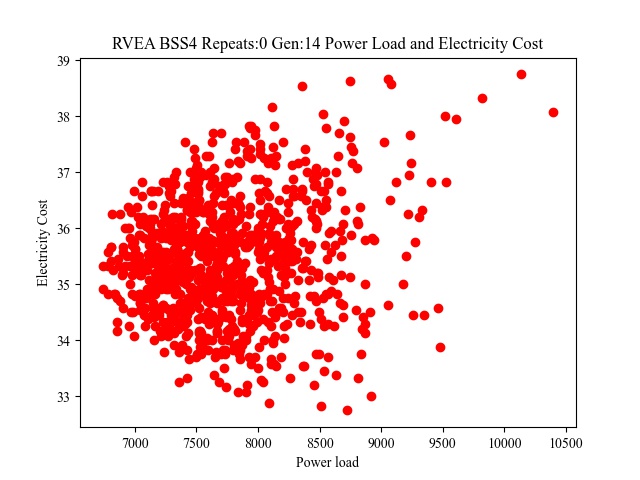 RVEA BSS4 Repeats:0 Gen:14 Power Load and Electricity Cost
39
38
37
36
35
34
33
Electricity Cost
7000 7500 8000 8500 9000 9500 10000 10500
Power load